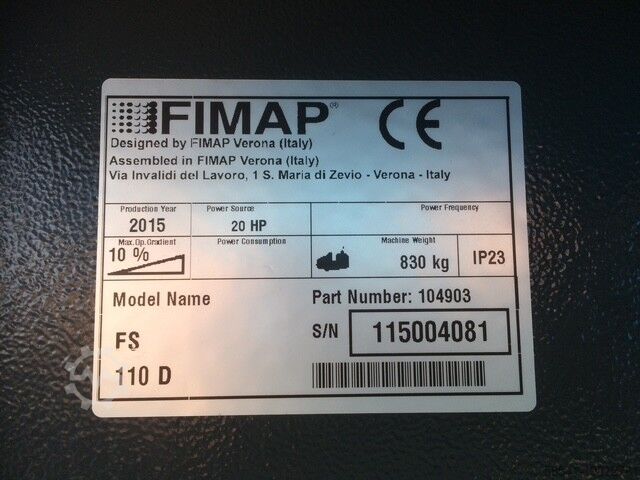 FIMAP® CE
Designed by FIMAP Verona (Italy)
Assembled in FIMAP Verona (Italy)
Via Invalidi del Lavoro, 1 S. Maria di Zevio - Verona - Italy
Production Year Power Source Power Frequency
2015 20 HP
Max.Op.Gradient Power Consumption Machine Weight
10 % 830 kg IP23
Model Name Part Number: 104903
FS S/N 115004081
110 D